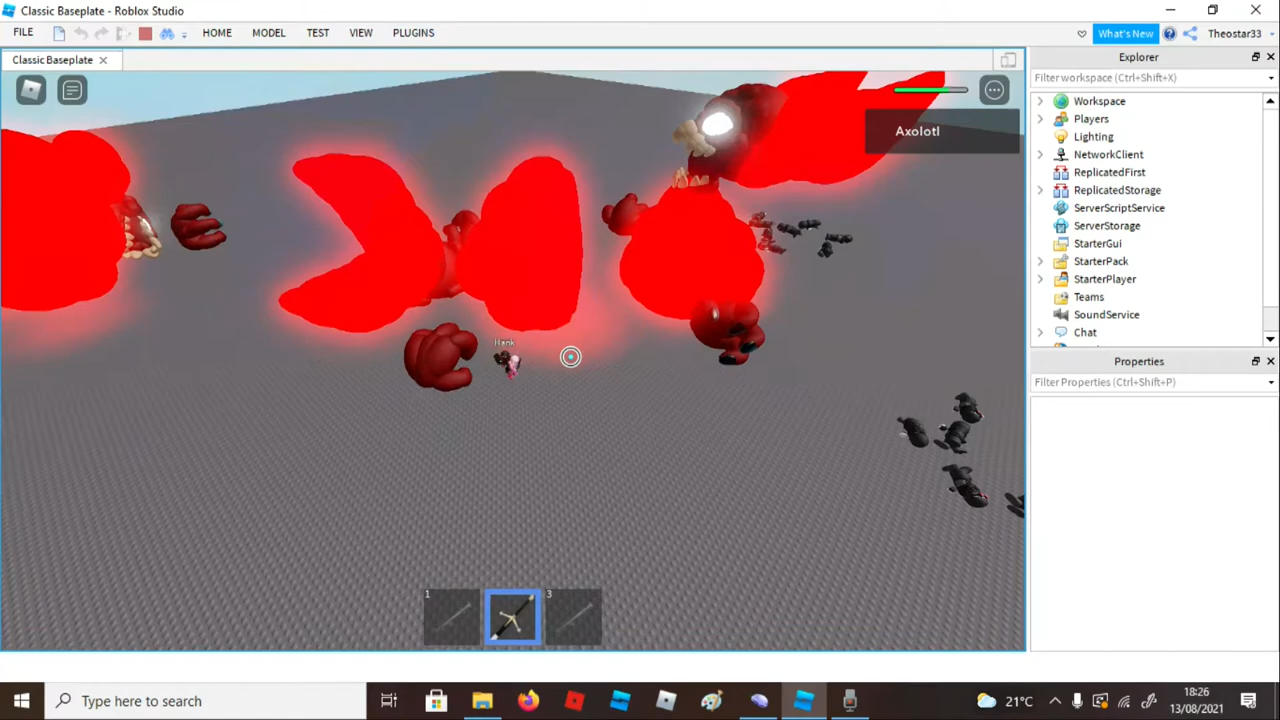 Classic Baseplate - Roblox Studio
FILE HOME MODEL TEST VIEW PLUGINS What's New Theostar33
Classic Baseplate
Axolotl
Hank
1 3
Explorer
Filter workspace (Ctrl+Shift+X)
Workspace
Players
Lighting
NetworkClient
ReplicatedFirst
ReplicatedStorage
ServerScriptService
ServerStorage
StarterGui
StarterPack
StarterPlayer
Teams
SoundService
Chat
Properties
Filter Properties (Ctrl+Shift+P)
Type here to search
21°C
18:26
13/08/2021